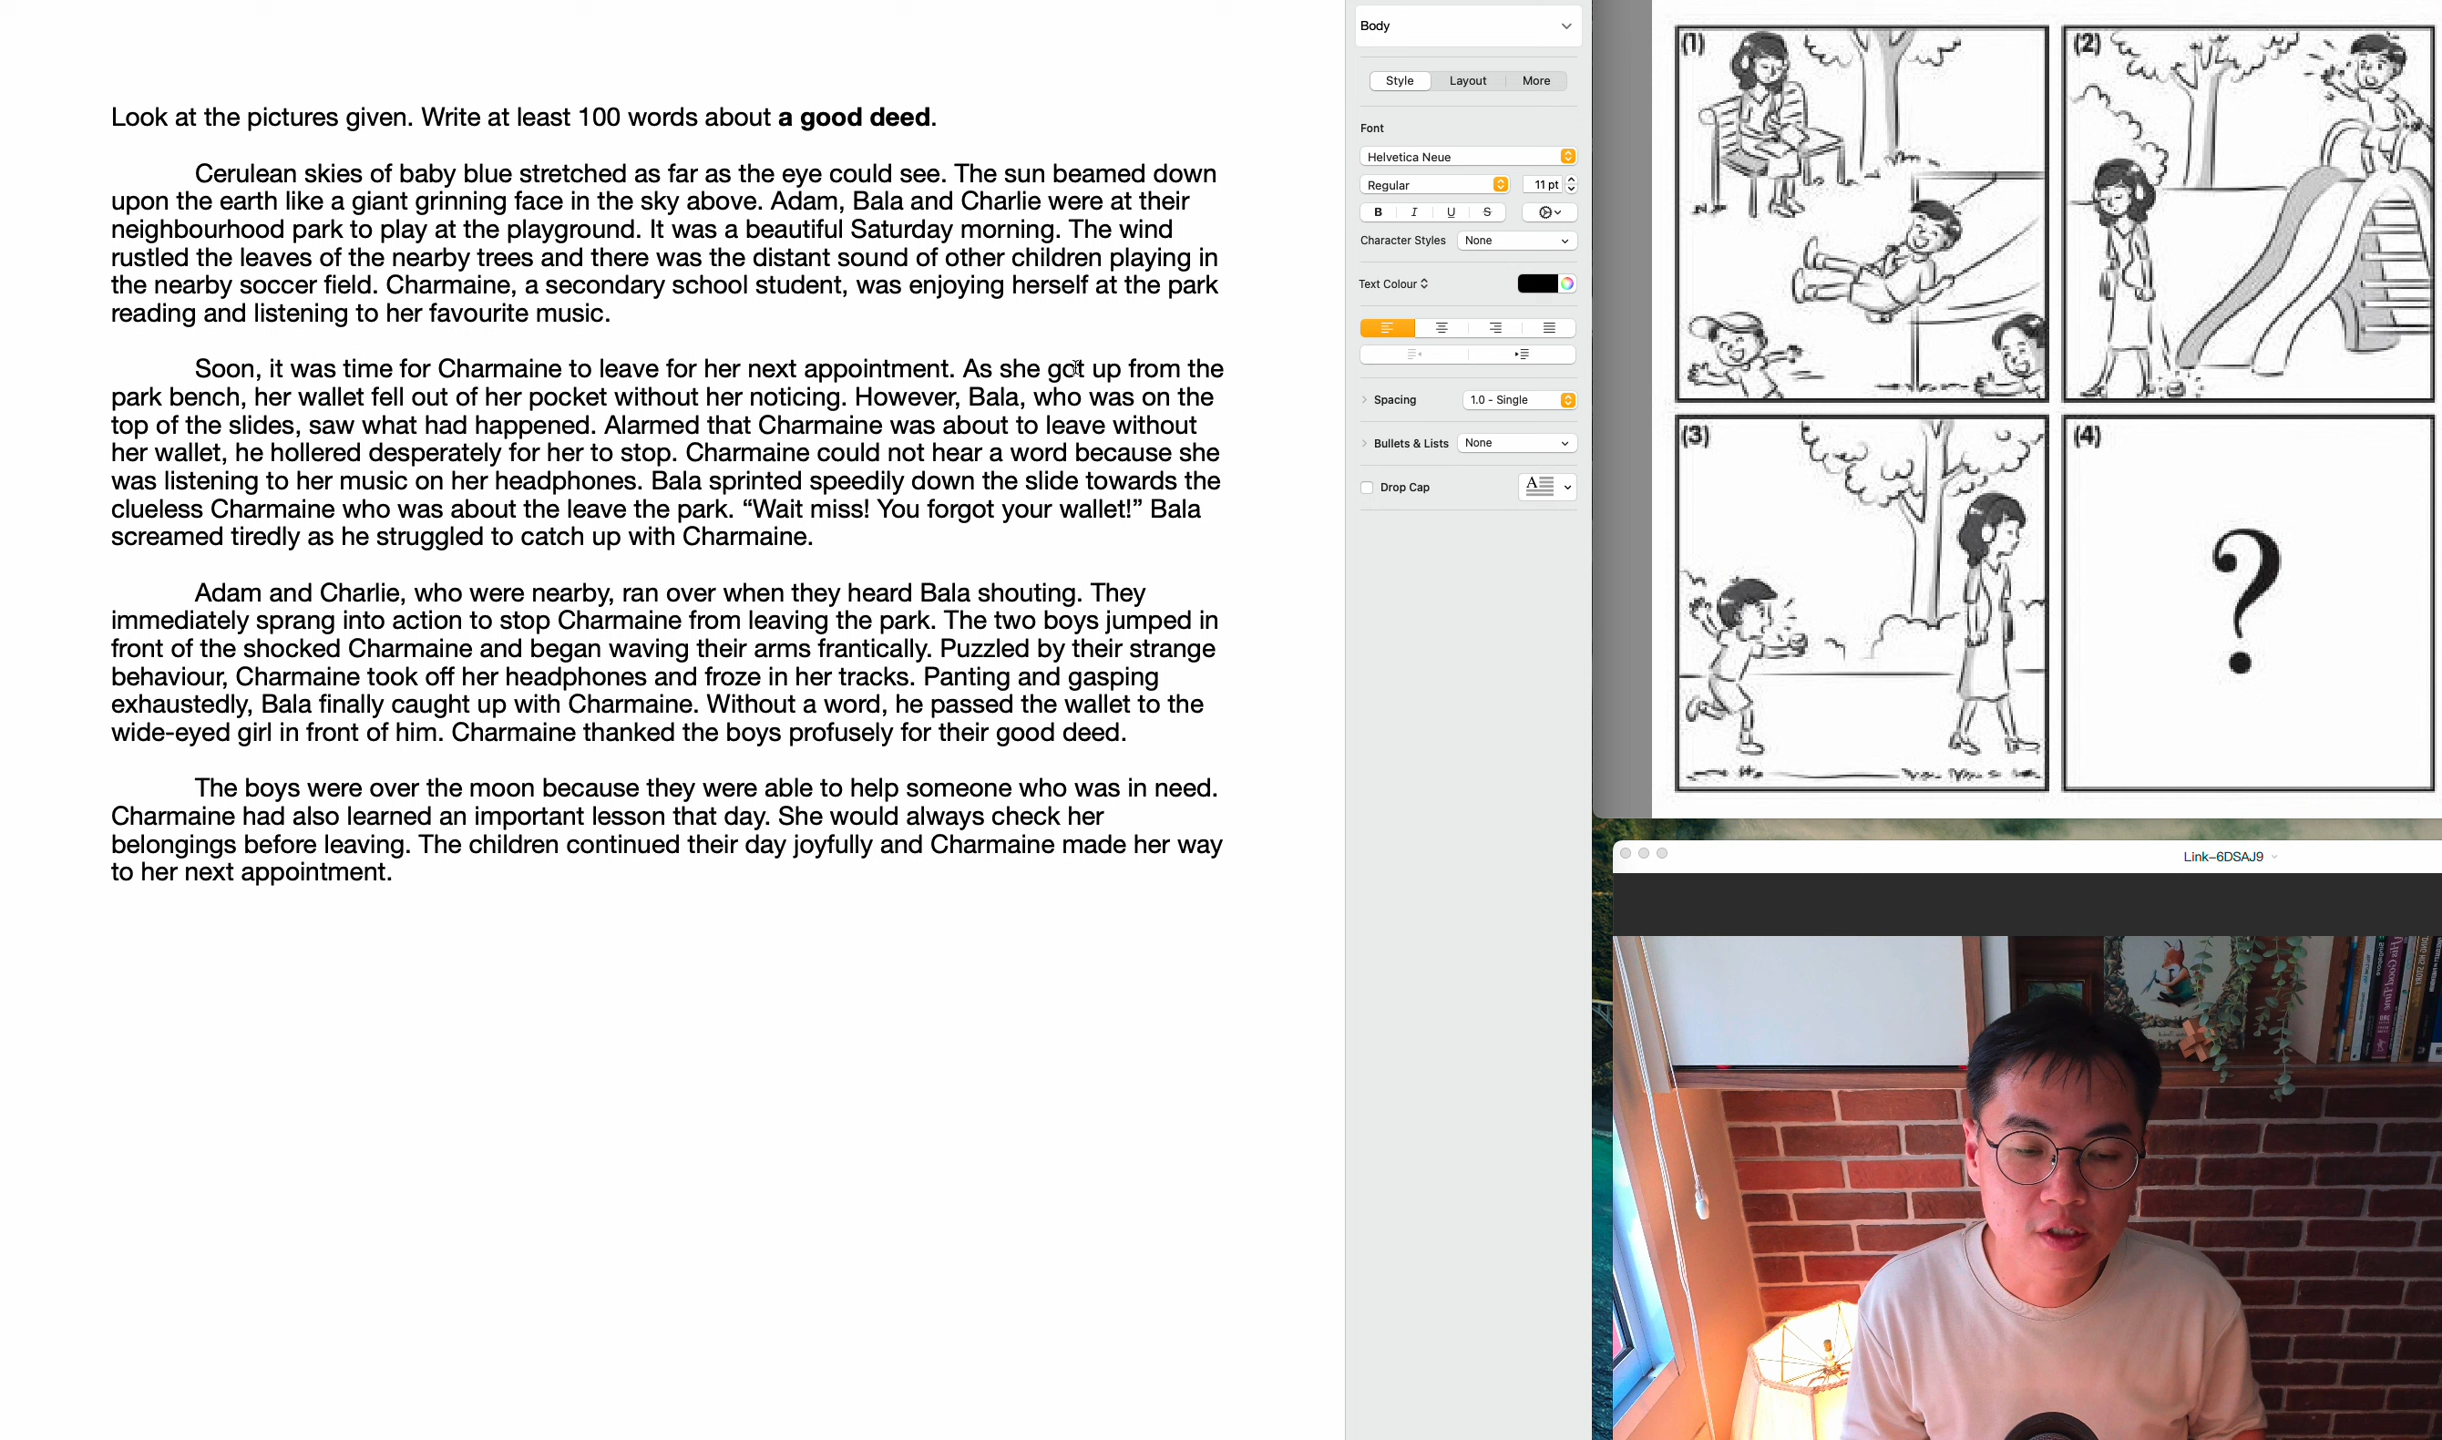 Look at the pictures given. Write at least 100 words about a good deed.
Cerulean skies of baby blue stretched as far as the eye could see. The sun beamed down
upon the earth like a giant grinning face in the sky above. Adam, Bala and Charlie were at their
neighbourhood park to play at the playground. It was a beautiful Saturday morning. The wind
rustled the leaves of the nearby trees and there was the distant sound of other children playing in
the nearby soccer field. Charmaine, a secondary school student, was enjoying herself at the park
reading and listening to her favourite music.
Soon, it was time for Charmaine to leave for her next appointment. As she got up from the
park bench, her wallet fell out of her pocket without her noticing. However, Bala, who was on the
top of the slides, saw what had happened. Alarmed that Charmaine was about to leave without
her wallet, he hollered desperately for her to stop. Charmaine could not hear a word because she
was listening to her music on her headphones. Bala sprinted speedily down the slide towards the
clueless Charmaine who was about the leave the park. “Wait miss! You forgot your wallet!” Bala
screamed tiredly as he struggled to catch up with Charmaine.
Adam and Charlie, who were nearby, ran over when they heard Bala shouting. They
immediately sprang into action to stop Charmaine from leaving the park. The two boys jumped in
front of the shocked Charmaine and began waving their arms frantically. Puzzled by their strange
behaviour, Charmaine took off her headphones and froze in her tracks. Panting and gasping
exhaustedly, Bala finally caught up with Charmaine. Without a word, he passed the wallet to the
wide-eyed girl in front of him. Charmaine thanked the boys profusely for their good deed.
The boys were over the moon because they were able to help someone who was in need.
Charmaine had also learned an important lesson that day. She would always check her
belongings before leaving. The children continued their day joyfully and Charmaine made her way
to her next appointment.
Body
Style Layout More
Font
Helvetica Neue
Regular 11 pt
B I U S
Character Styles None
Text Colour
Spacing 1.0 - Single
Bullets & Lists None
Drop Cap A
(1)
(2)
(3)
(4)
?
Link-6DSAJ9